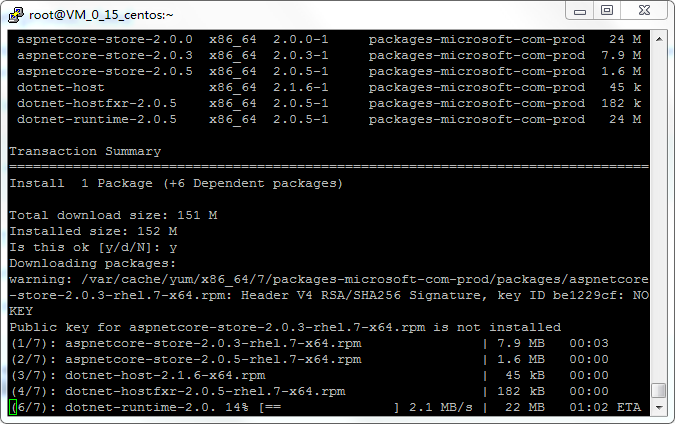 root@VM_0_15_centos:~
aspnetcore-store-2.0.0 x86_64 2.0.0-1 packages-microsoft-com-prod 24 M
aspnetcore-store-2.0.3 x86_64 2.0.3-1 packages-microsoft-com-prod 7.9 M
aspnetcore-store-2.0.5 x86_64 2.0.5-1 packages-microsoft-com-prod 1.6 M
dotnet-host x86_64 2.1.6-1 packages-microsoft-com-prod 45 k
dotnet-hostfxr-2.0.5 x86_64 2.0.5-1 packages-microsoft-com-prod 182 k
dotnet-runtime-2.0.5 x86_64 2.0.5-1 packages-microsoft-com-prod 24 M
Transaction Summary
================================================================================
Install 1 Package (+6 Dependent packages)
Total download size: 151 M
Installed size: 152 M
Is this ok [y/d/N]: y
Downloading packages:
warning: /var/cache/yum/x86_64/7/packages-microsoft-com-prod/packages/aspnetcore
-store-2.0.3-rhel.7-x64.rpm: Header V4 RSA/SHA256 Signature, key ID be1229cf: NO
KEY
Public key for aspnetcore-store-2.0.3-rhel.7-x64.rpm is not installed
(1/7): aspnetcore-store-2.0.3-rhel.7-x64.rpm | 7.9 MB 00:03
(2/7): aspnetcore-store-2.0.5-rhel.7-x64.rpm | 1.6 MB 00:00
(3/7): dotnet-host-2.1.6-x64.rpm | 45 kB 00:00
(4/7): dotnet-hostfxr-2.0.5-rhel.7-x64.rpm | 182 kB 00:00
(6/7): dotnet-runtime-2.0. 14% [== ] 2.1 MB/s | 22 MB 01:02 ETA